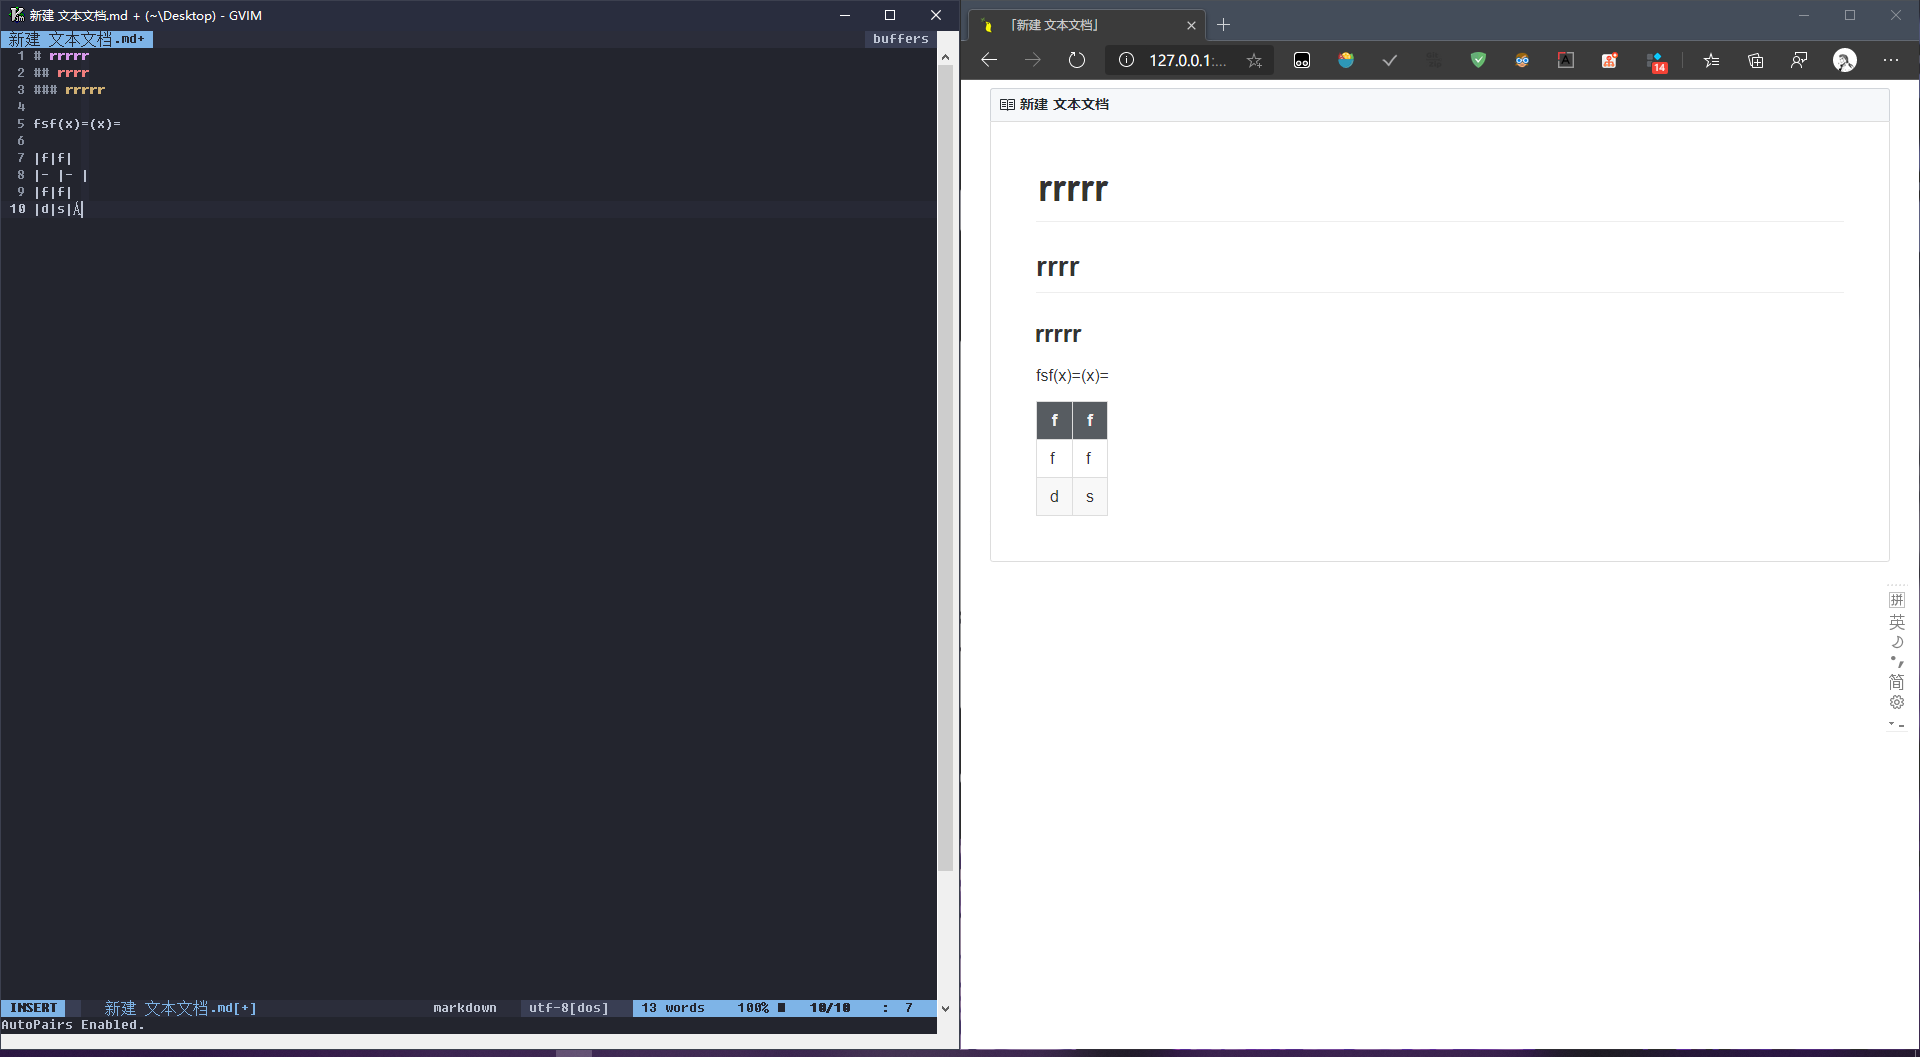 新建 文本文档.md + (~\Desktop) - GVIM
新建 文本文档.md+
buffers
1 # rrrrr
2 ## rrrr
3 ### rrrrr
4
5 fsf(x)=(x)=
6
7 |f|f|
8 |- |- |
9 |f|f|
10 |d|s|Á
INSERT 新建 文本文档.md[+] markdown utf-8[dos] 13 words 100% 10/10 : 7
AutoPairs Enabled.
「新建 文本文档」
127.0.0.1:...
14
新建 文本文档
rrrrr
rrrr
rrrrr
fsf(x)=(x)=
f f
f f
d s
拼
英
简